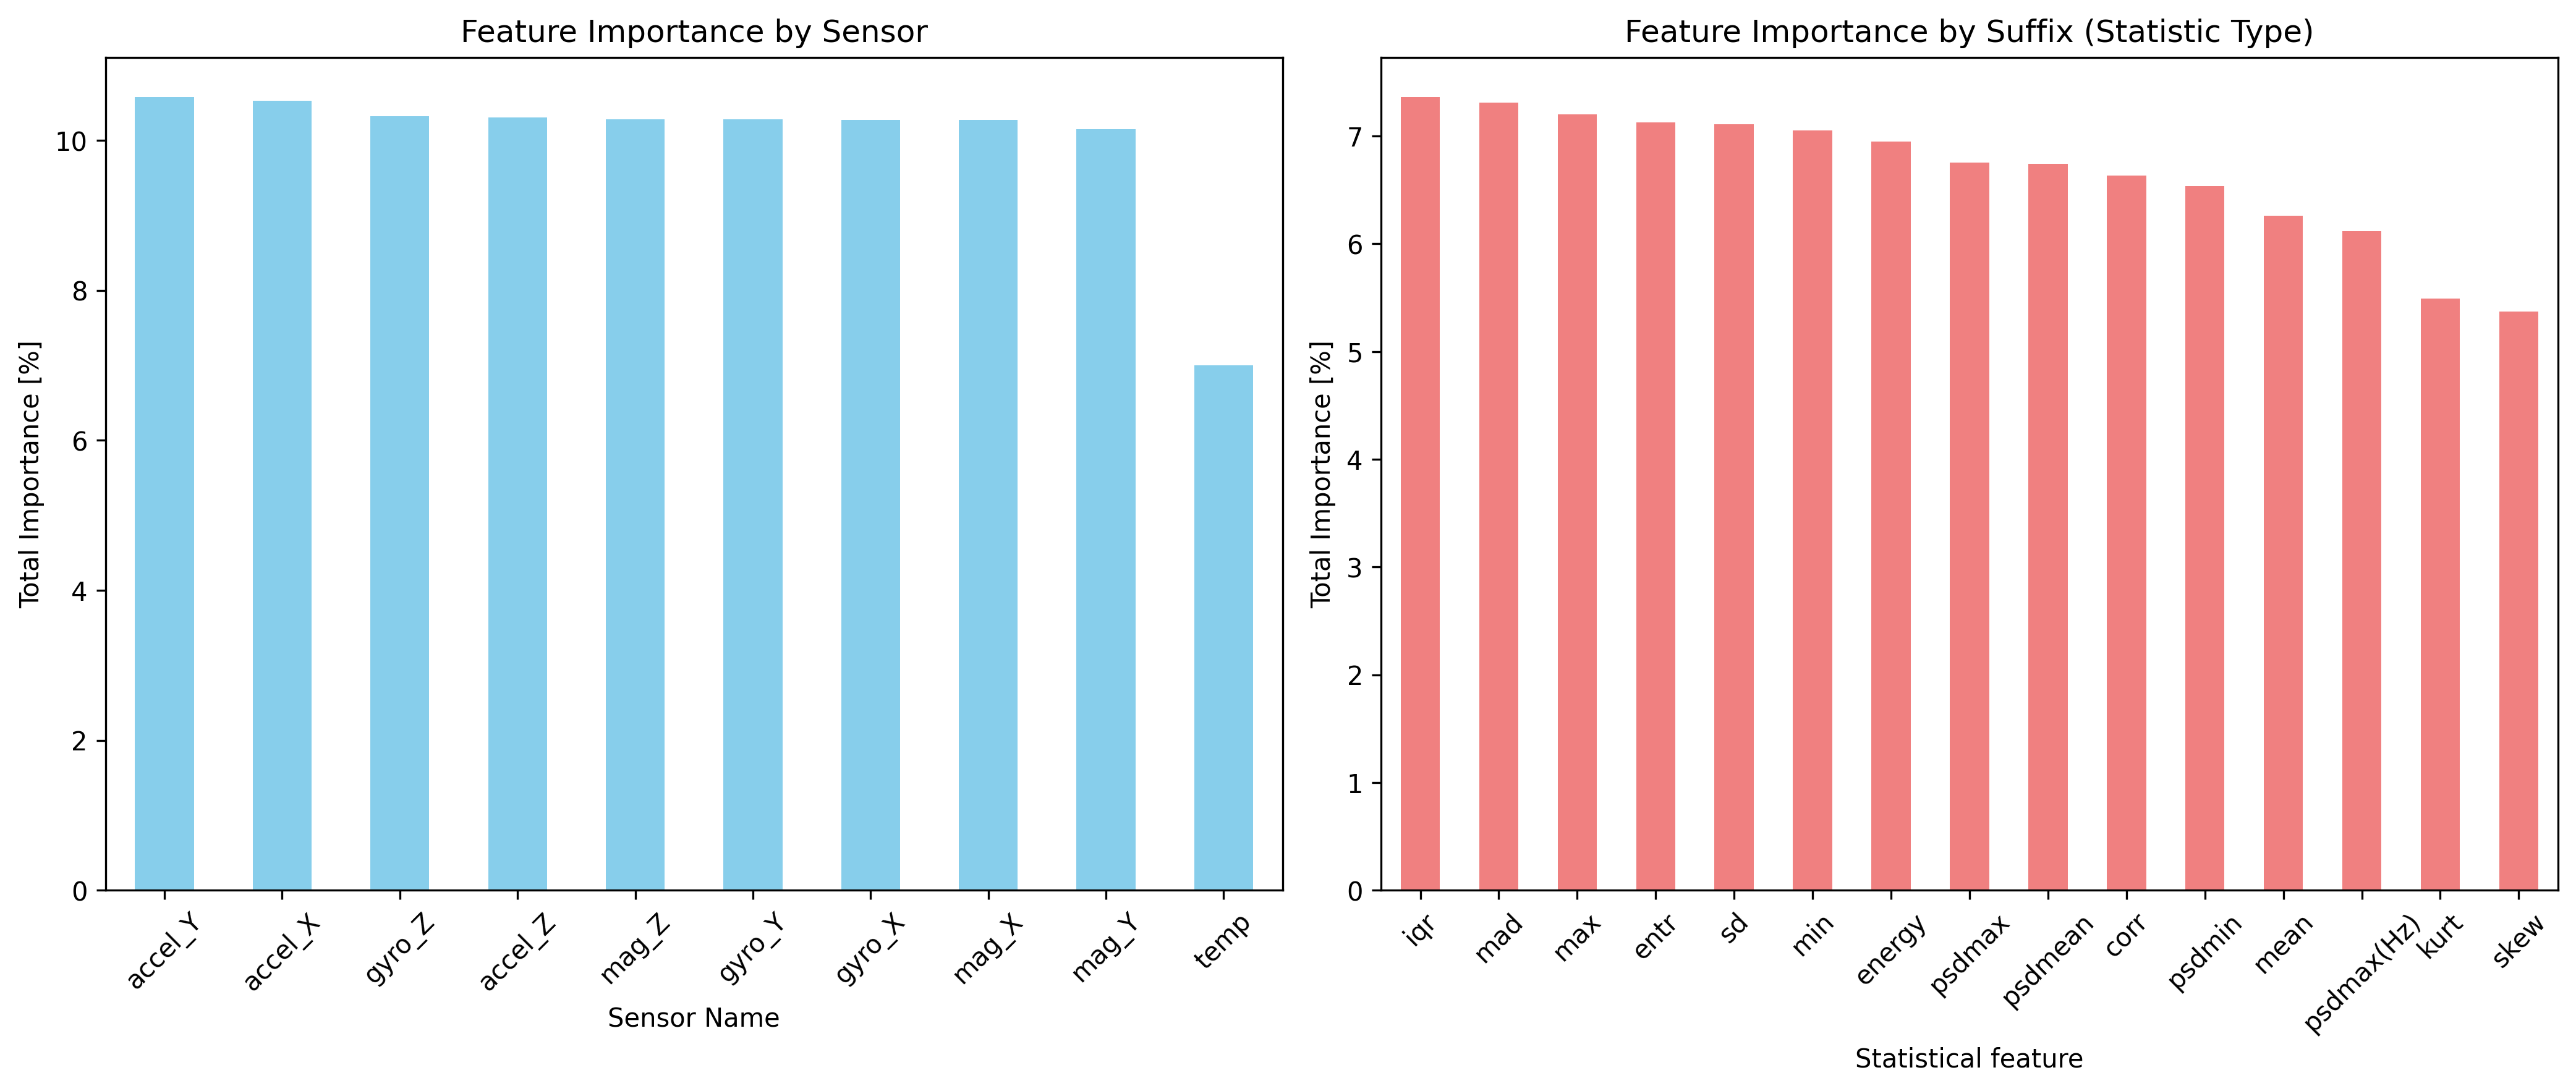 Feature Importance by Sensor
Total Importance [%]
10
8
6
4
2
0
accel_Y
accel_X
gyro_Z
accel_Z
mag_Z
gyro_Y
gyro_X
mag_X
mag_Y
temp
Sensor Name
Feature Importance by Suffix (Statistic Type)
Total Importance [%]
7
6
5
4
3
2
1
0
iqr
mad
max
entr
sd
min
energy
psdmax
psdmean
corr
psdmin
mean
psdmax(Hz)
kurt
skew
Statistical feature